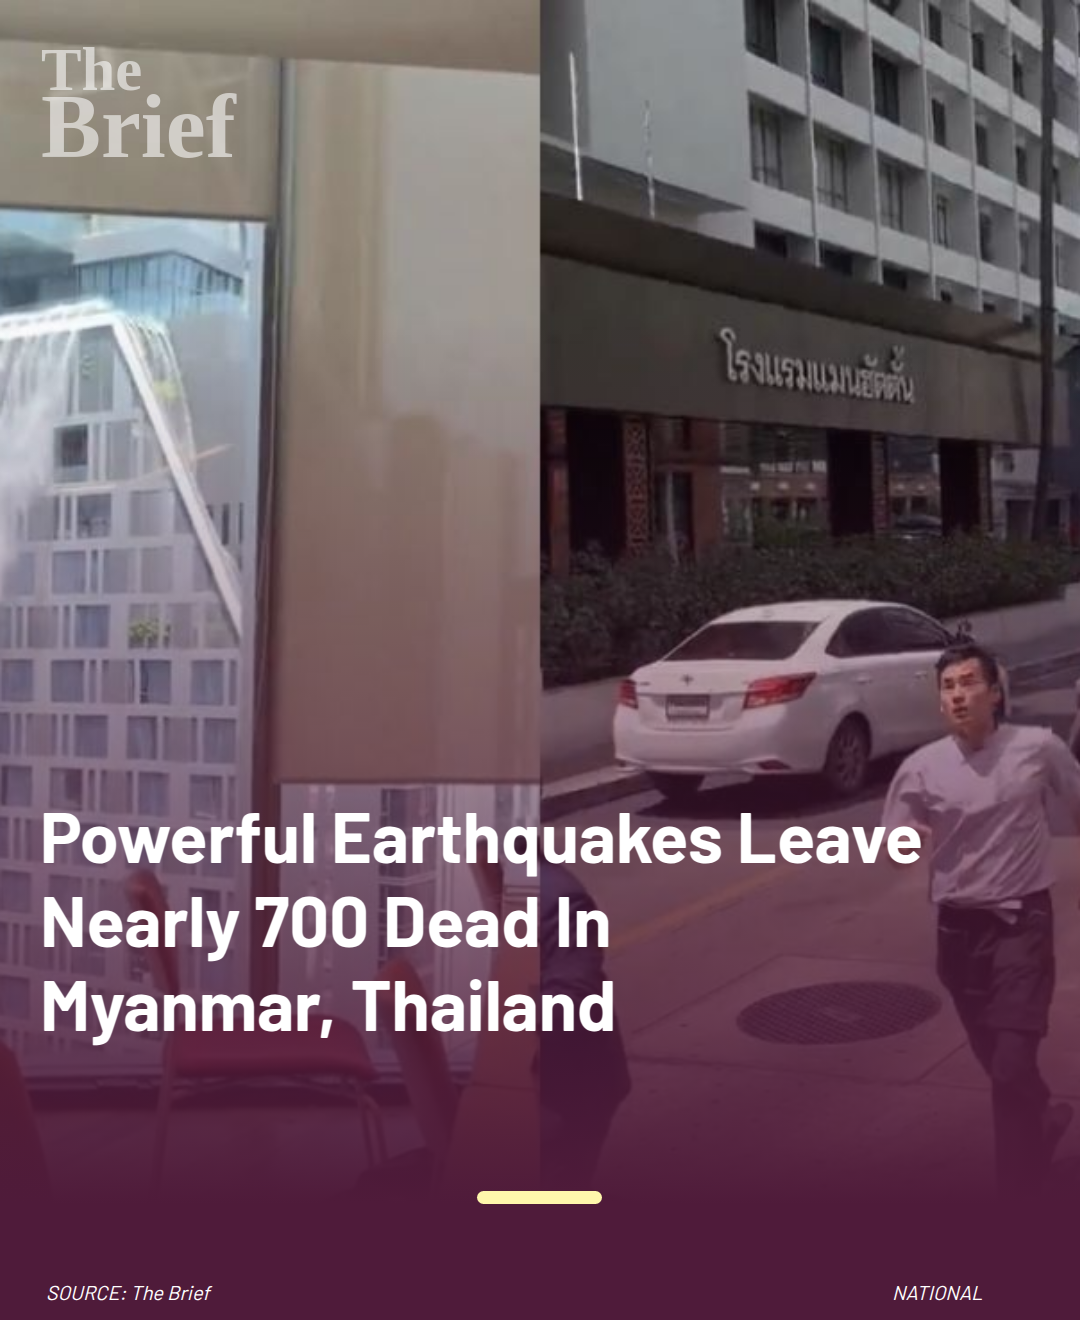 The
Brief
โรงแรมแมนฮัตตั้น
Powerful Earthquakes Leave
Nearly 700 Dead In
Myanmar, Thailand
SOURCE: The Brief
NATIONAL